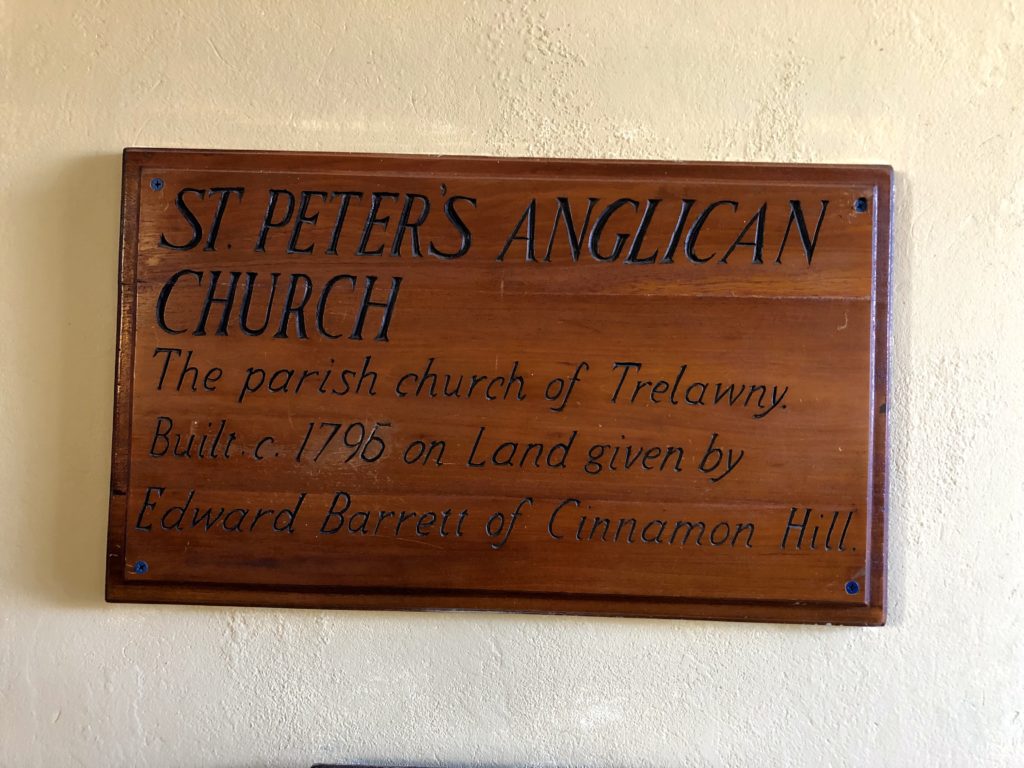 ST. PETER'S ANGLICAN
CHURCH
The parish church of Trelawny.
Built. c. 1795 on Land given by
Edward Barrett of Cinnamon Hill.